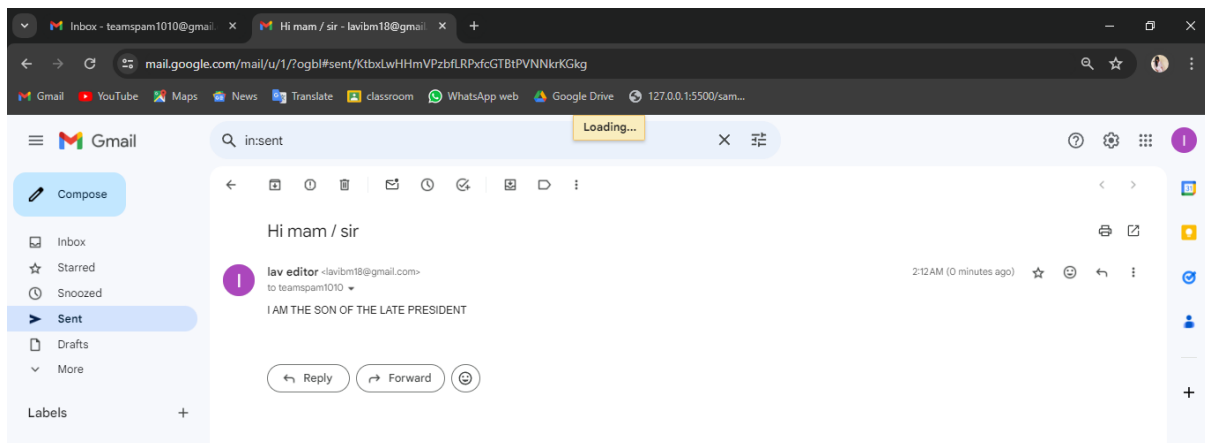 Inbox - teamspam1010@gmail.
Hi mam / sir - lavibm18@gmail
mail.google.com/mail/u/1/?ogbl#sent/KtbxLwHHmVPzbfLRPxfcGTBtPVNNkrKGkg
Gmail YouTube Maps News Translate classroom WhatsApp web Google Drive 127.0.0.1:5500/sam...
Loading...
Gmail
in:sent
Compose
Hi mam / sir
Inbox
Starred
Snoozed
Sent
Drafts
More
Labels
lav editor <lavibm18@gmail.com>
2:12 AM (0 minutes ago)
to teamspam1010
I AM THE SON OF THE LATE PRESIDENT
Reply Forward
I
I
31